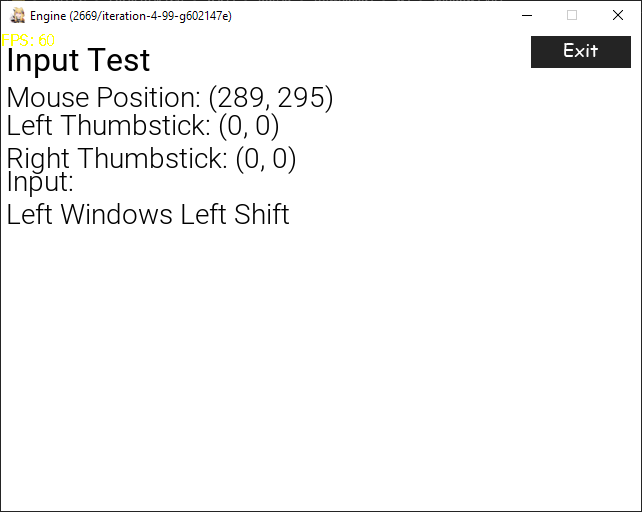 Engine (2669/iteration-4-99-g602147e)
FPS: 60
Exit
Input Test
Mouse Position: (289, 295)
Left Thumbstick: (0, 0)
Right Thumbstick: (0, 0)
Input:
Left Windows Left Shift